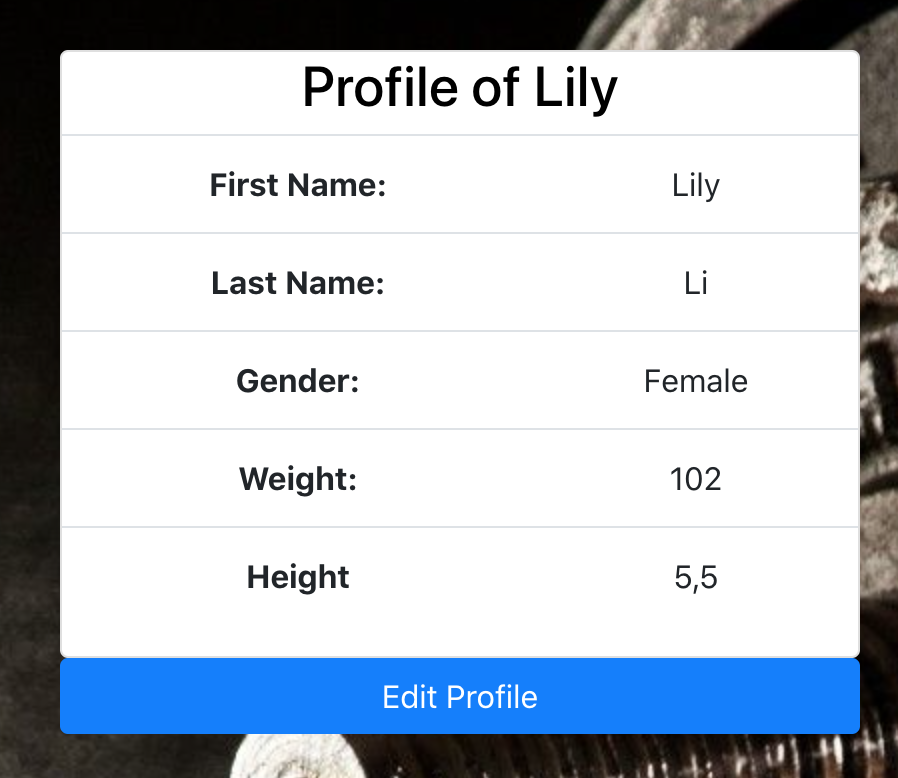 Profile of Lily
First Name: Lily
Last Name: Li
Gender: Female
Weight: 102
Height 5,5
Edit Profile